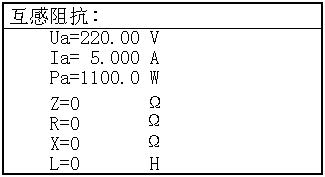 互感阻抗:
Ua=220.00 V
Ia= 5.000 A
Pa=1100.0 W
Z=0 Ω
R=0 Ω
X=0 Ω
L=0 H